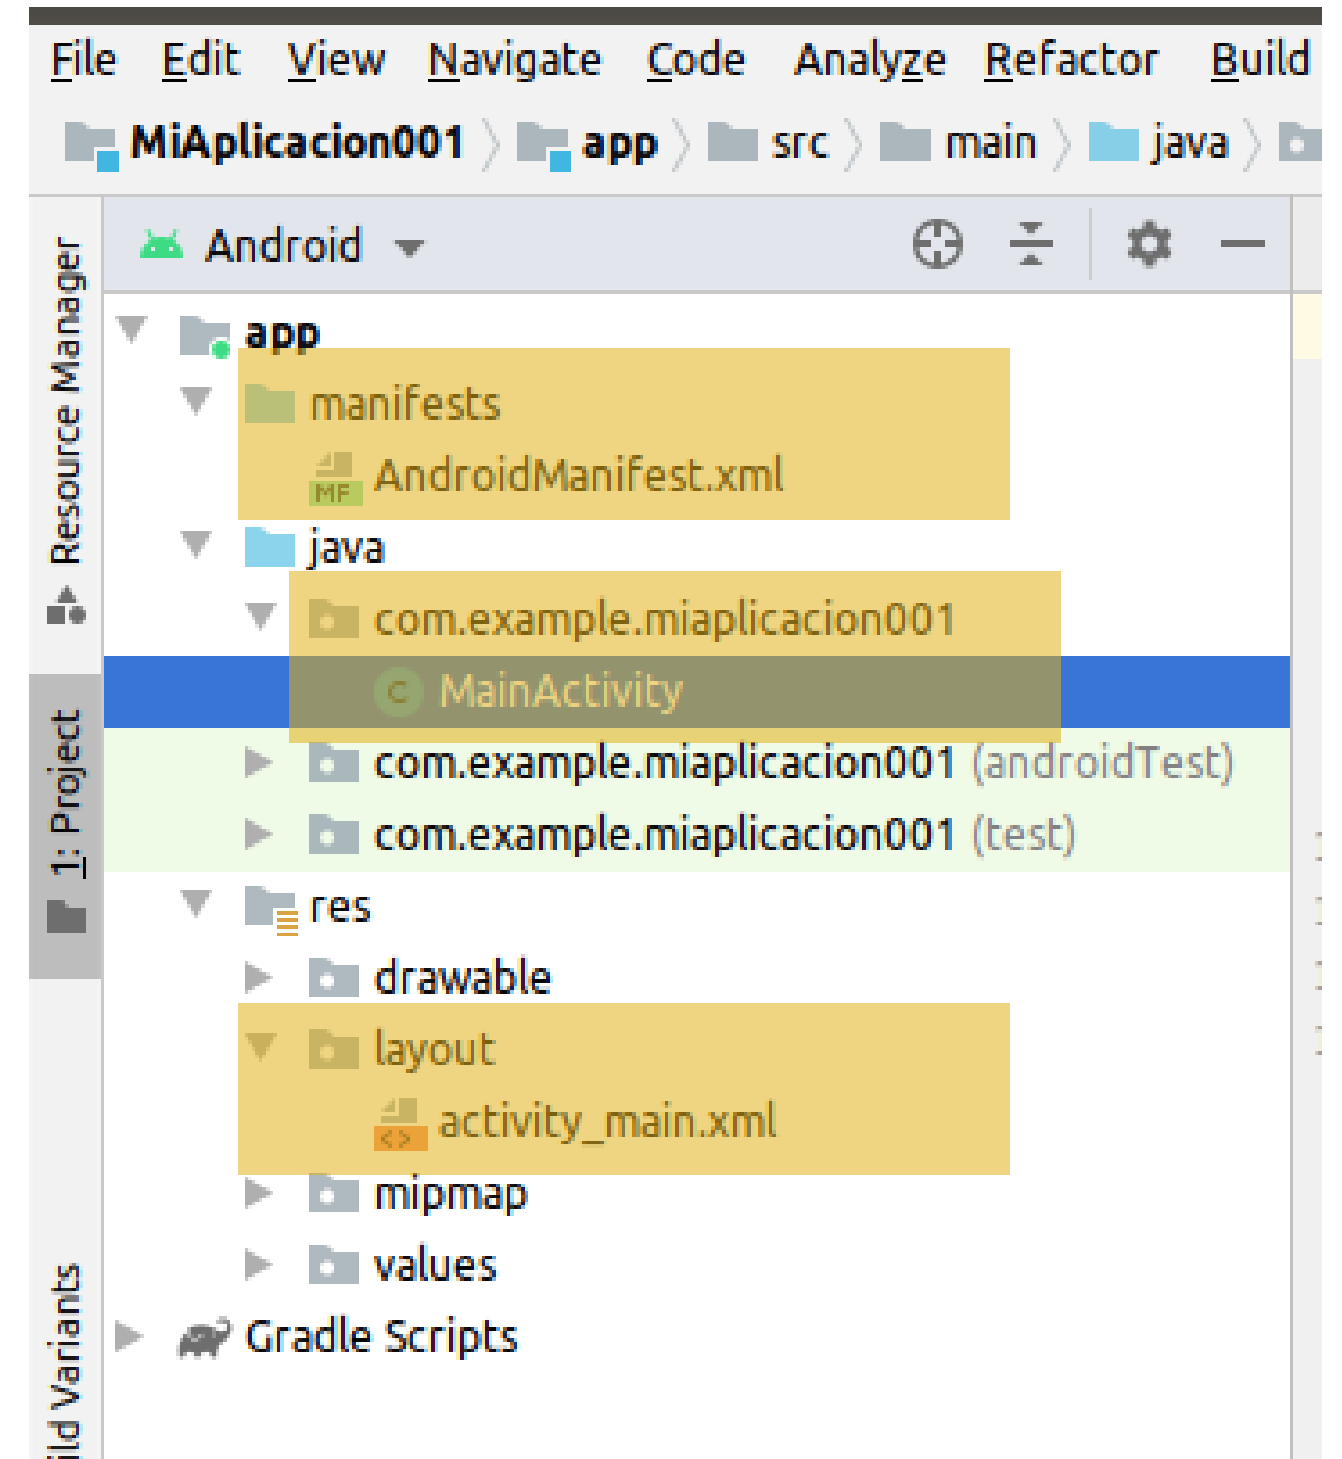 File Edit View Navigate Code Analyze Refactor Build
MiAplicacion001 app src main java
Android
Resource Manager
1: Project
app
manifests
MF AndroidManifest.xml
java
com.example.miaplicacion001
C MainActivity
com.example.miaplicacion001 (androidTest)
com.example.miaplicacion001 (test)
res
drawable
layout
<> activity_main.xml
mipmap
values
Gradle Scripts
Variants